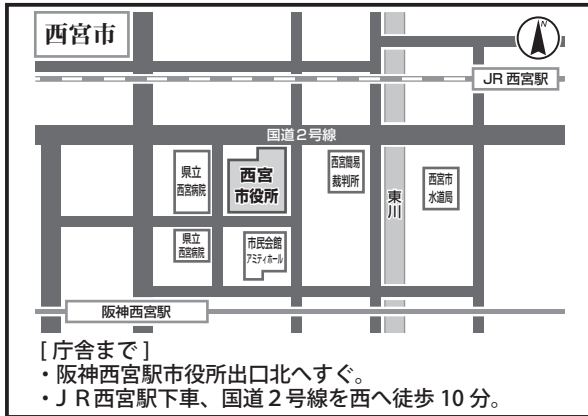 西宮市
N
JR 西宮駅
国道2号線
県立
西宮病院
西宮
市役所
西宮簡易
裁判所
東川
西宮市
水道局
県立
西宮病院
市民会館
アミティホール
阪神西宮駅
[ 庁舎まで ]
・阪神西宮駅市役所出口北へすぐ。
・ＪＲ西宮駅下車、国道２号線を西へ徒歩 10 分。